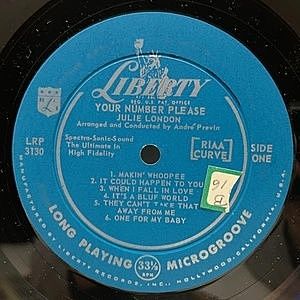 LIBERTY
REG. U.S. PAT. OFFICE
YOUR NUMBER PLEASE
JULIE LONDON
Arranged and Conducted by André Previn
LRP
3130
Spectra-Sonic-Sound
The Ultimate In
High Fidelity
RIAA
CURVE
SIDE
ONE
1. MAKIN' WHOOPEE
2. IT COULD HAPPEN TO YOU
3. WHEN I FALL IN LOVE
4. IT'S A BLUE WORLD
5. THEY CAN'T TAKE THAT
AWAY FROM ME
6. ONE FOR MY BABY
LONG PLAYING 33⅓ RPM MICROGROOVE
MADE IN U.S.A. BY LIBERTY RECORDS, INC., HOLLYWOOD, CALIFORNIA